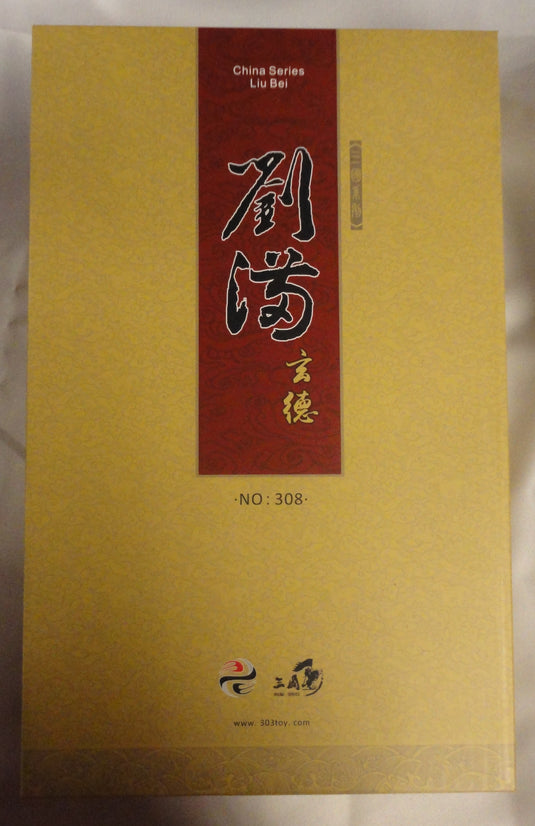 China Series
Liu Bei
劉
備
玄
德
·NO:308·
www.303toy.com